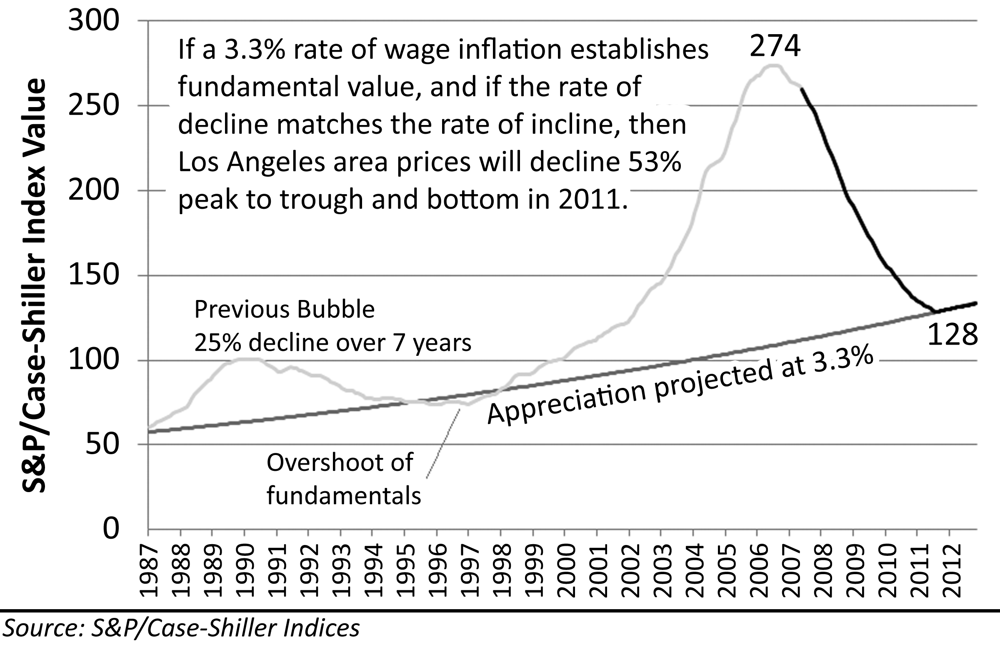 300
If a 3.3% rate of wage inflation establishes
274
fundamental value, and if the rate of
250
decline matches the rate of incline, then
Los Angeles area prices will decline 53%
200
peak to trough and bottom in 2011.
S&P/Case-Shiller Index Value
150
Previous Bubble
25% decline over 7 years
128
100
Appreciation projected at 3.3%
50
Overshoot of
fundamentals
0
1987
1988
1989
1990
1991
1992
1993
1994
1995
1996
1997
1998
1999
2000
2001
2002
2003
2004
2005
2006
2007
2008
2009
2010
2011
2012
Source: S&P/Case-Shiller Indices